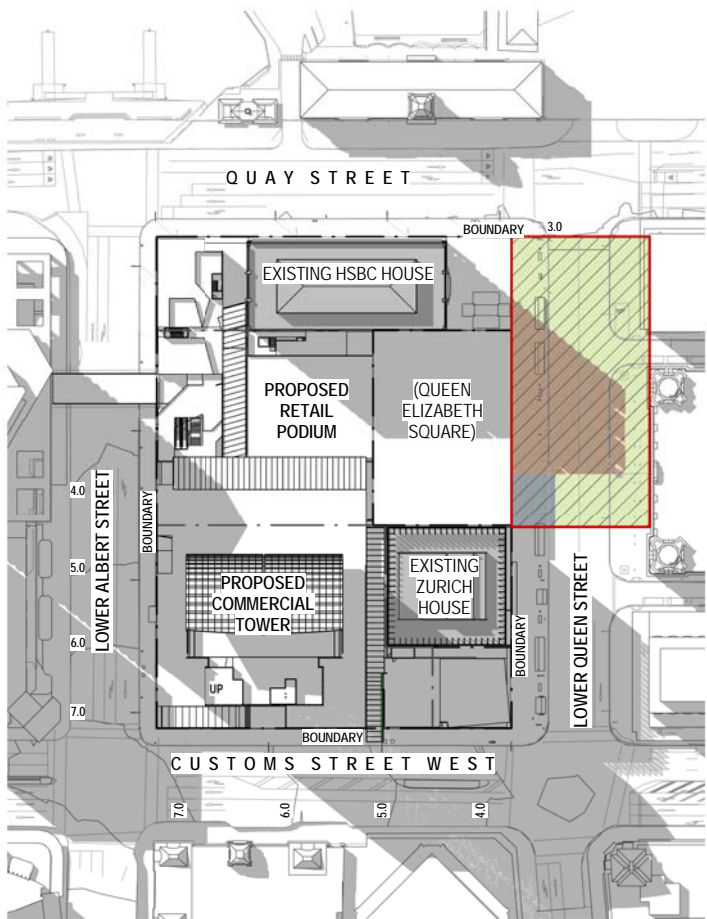 QUAY STREET
BOUNDARY 3.0
EXISTING HSBC HOUSE
PROPOSED
RETAIL
PODIUM
(QUEEN
ELIZABETH
SQUARE)
LOWER ALBERT STREET
4.0
5.0
6.0
7.0
BOUNDARY
PROPOSED
COMMERCIAL
TOWER
UP
EXISTING
ZURICH
HOUSE
BOUNDARY
LOWER QUEEN STREET
BOUNDARY
CUSTOMS STREET WEST
7.0
6.0
5.0
4.0